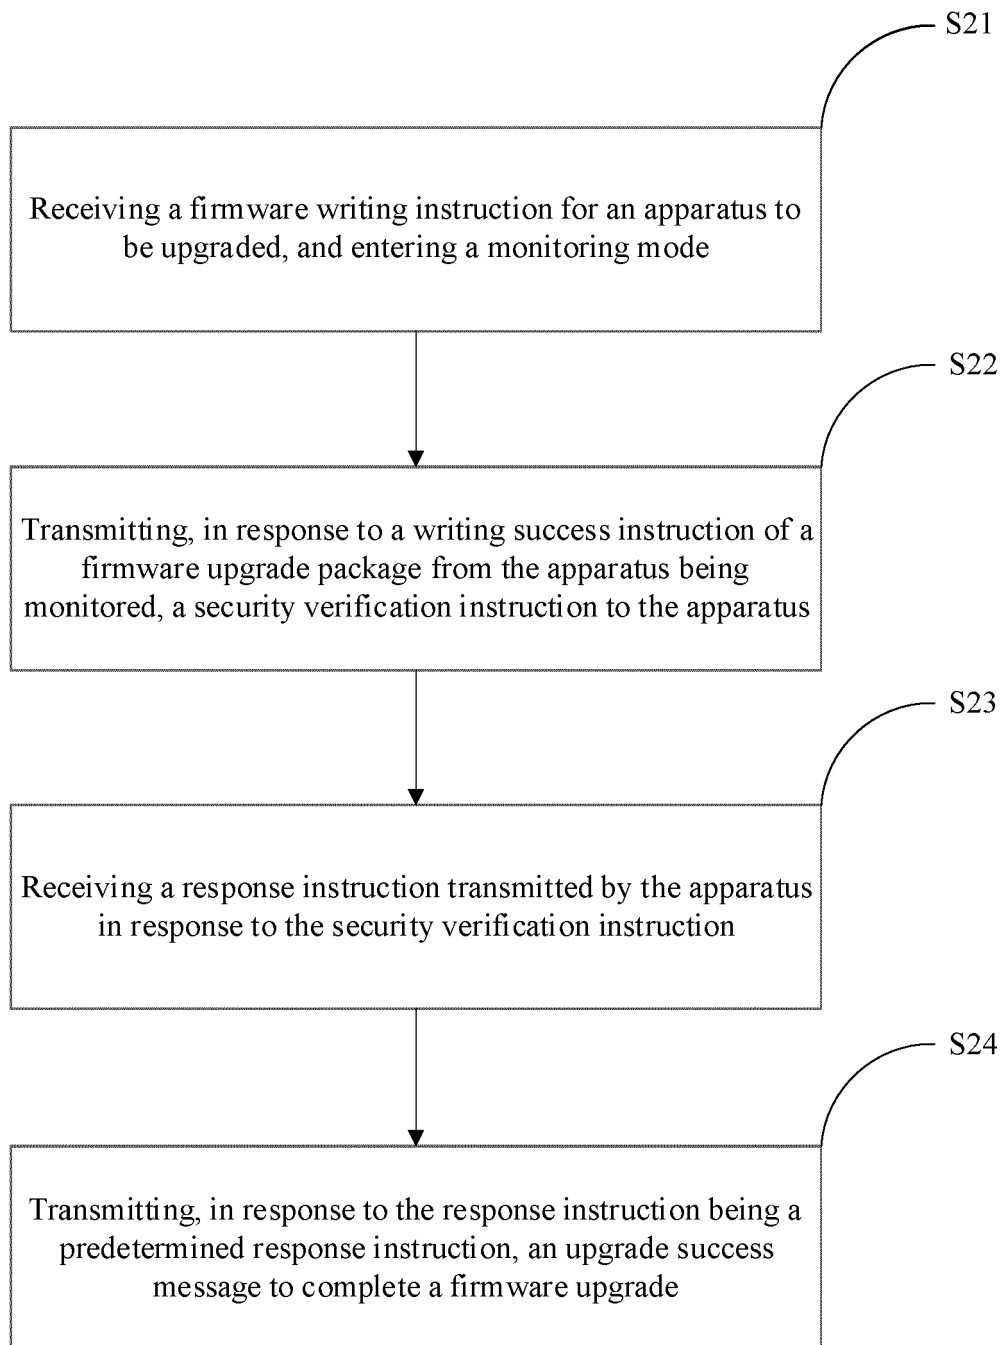 S21
Receiving a firmware writing instruction for an apparatus to
be upgraded, and entering a monitoring mode
S22
Transmitting, in response to a writing success instruction of a
firmware upgrade package from the apparatus being
monitored, a security verification instruction to the apparatus
S23
Receiving a response instruction transmitted by the apparatus
in response to the security verification instruction
S24
Transmitting, in response to the response instruction being a
predetermined response instruction, an upgrade success
message to complete a firmware upgrade